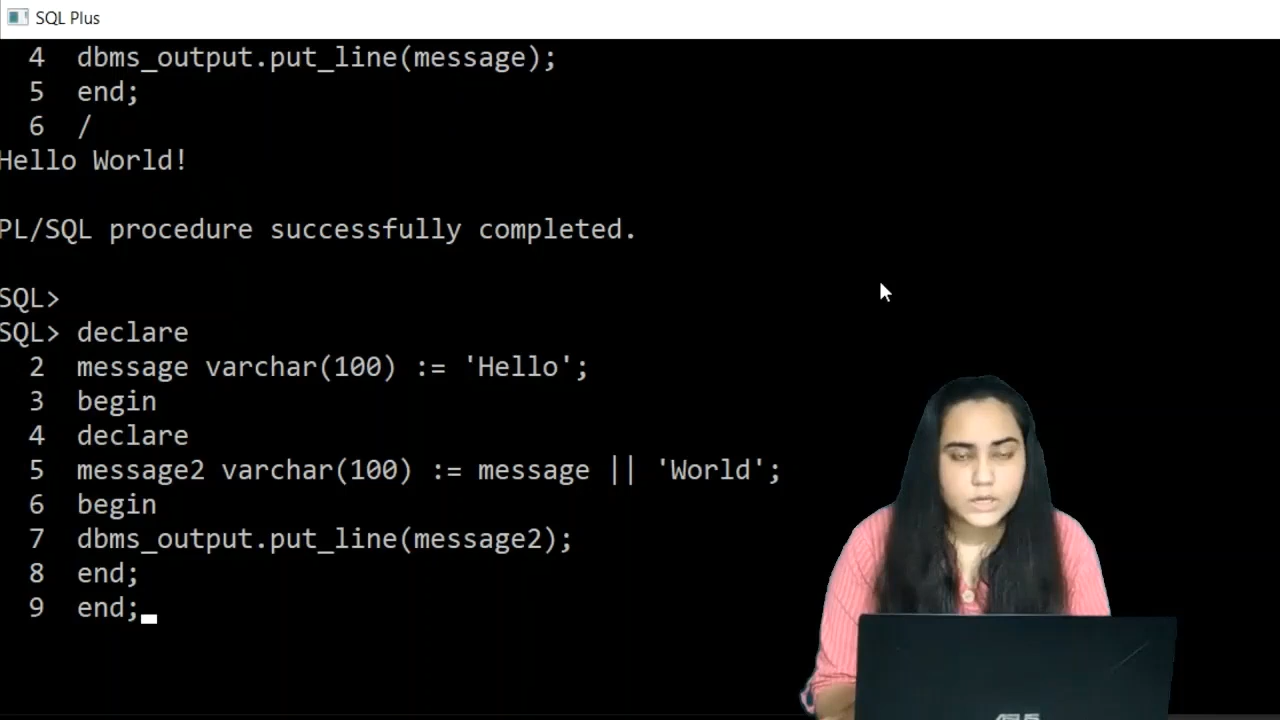 SQL Plus
4 dbms_output.put_line(message);
5 end;
6 /
Hello World!
PL/SQL procedure successfully completed.
SQL>
SQL> declare
2 message varchar(100) := 'Hello';
3 begin
4 declare
5 message2 varchar(100) := message || 'World';
6 begin
7 dbms_output.put_line(message2);
8 end;
9 end;